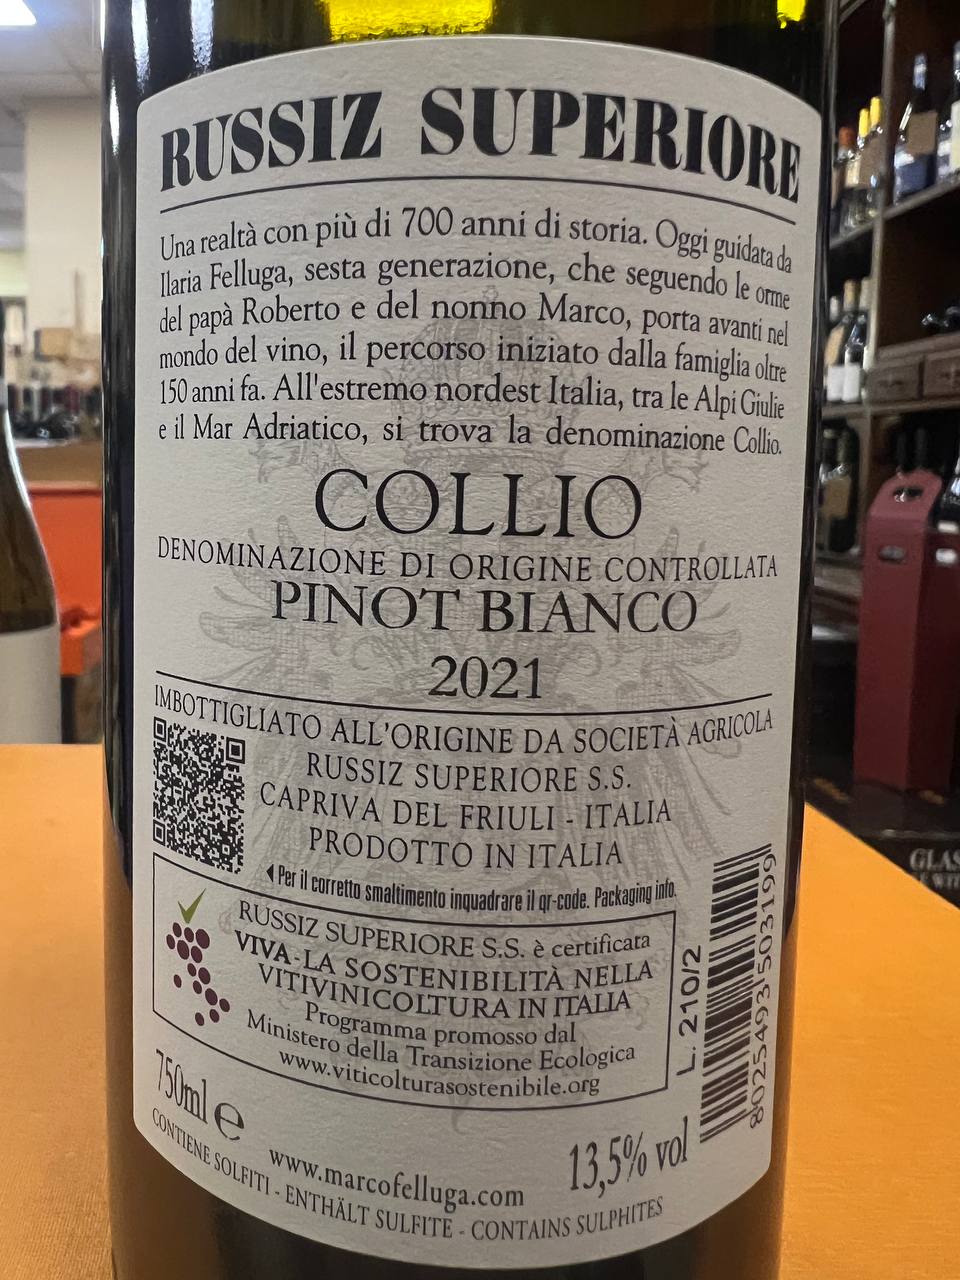 RUSSIZ SUPERIORE
Una realtà con più di 700 anni di storia. Oggi guidata da
Ilaria Felluga, sesta generazione, che seguendo le orme
del papà Roberto e del nonno Marco, porta avanti nel
mondo del vino, il percorso iniziato dalla famiglia oltre
150 anni fa. All'estremo nordest Italia, tra le Alpi Giulie
e il Mar Adriatico, si trova la denominazione Collio.
COLLIO
DENOMINAZIONE DI ORIGINE CONTROLLATA
PINOT BIANCO
2021
IMBOTTIGLIATO ALL'ORIGINE DA SOCIETÀ AGRICOLA
RUSSIZ SUPERIORE S.S.
CAPRIVA DEL FRIULI - ITALIA
PRODOTTO IN ITALIA
Per il corretto smaltimento inquadrare il qr-code. Packaging info.
RUSSIZ SUPERIORE S.S. è certificata
VIVA - LA SOSTENIBILITÀ NELLA
VITIVINICOLTURA IN ITALIA
Programma promosso dal
Ministero della Transizione Ecologica
www.viticolturasostenibile.org
L. 210/2
8025493503199
750ml e
13,5% vol
www.marcofelluga.com
CONTIENE SOLFITI - ENTHÄLT SULFITE - CONTAINS SULPHITES
GLAS